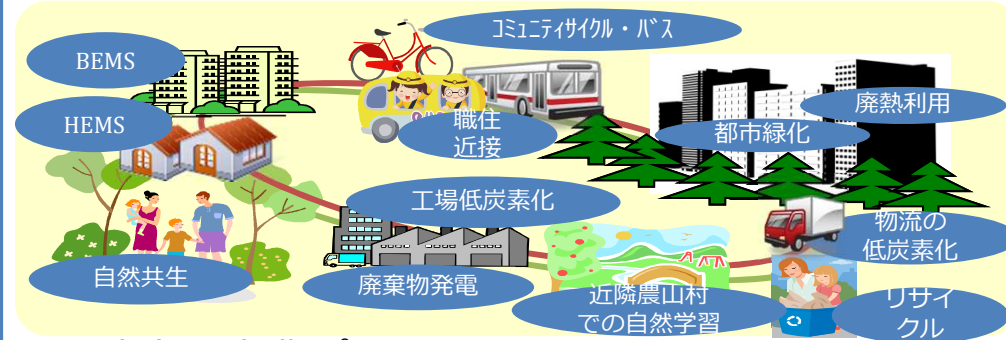 コミュニティサイクル・バス
BEMS
廃熱利用
HEMS
職住
近接
都市緑化
工場低炭素化
物流の
低炭素化
自然共生
廃棄物発電
近隣農山村
での自然学習
リサイ
クル